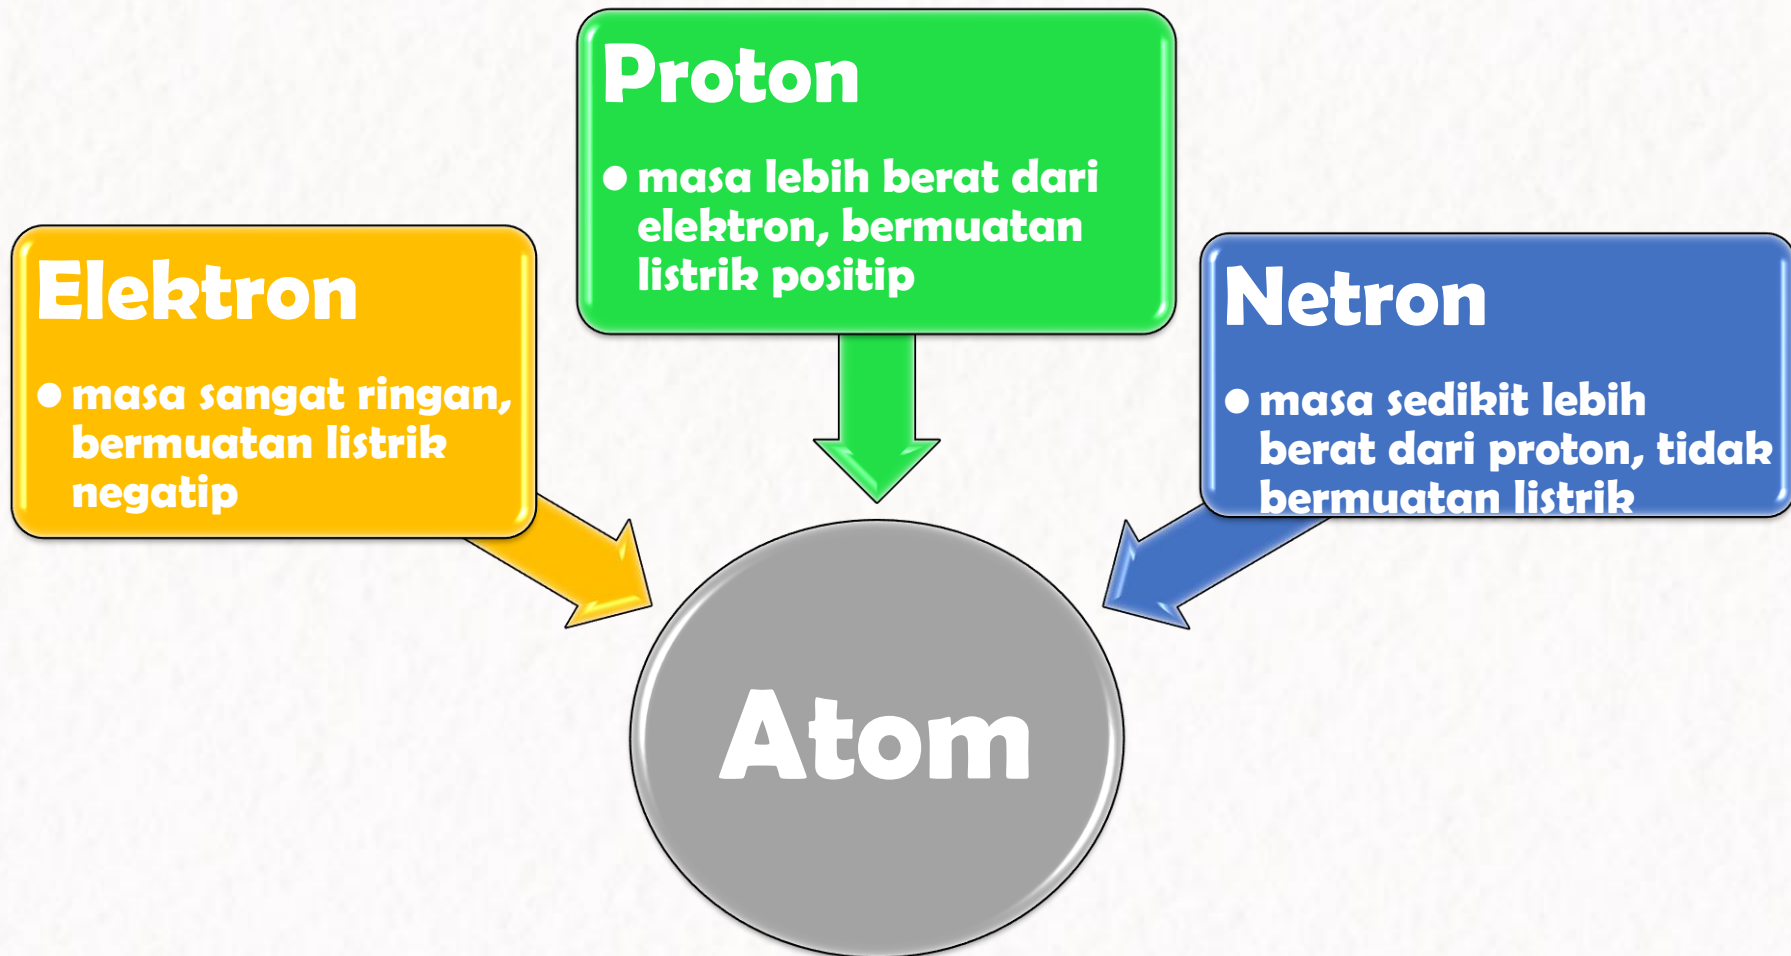 Proton
• masa lebih berat dari
elektron, bermuatan
listrik positip
Elektron
• masa sangat ringan,
bermuatan listrik
negatip
Netron
• masa sedikit lebih
berat dari proton, tidak
bermuatan listrik
Atom